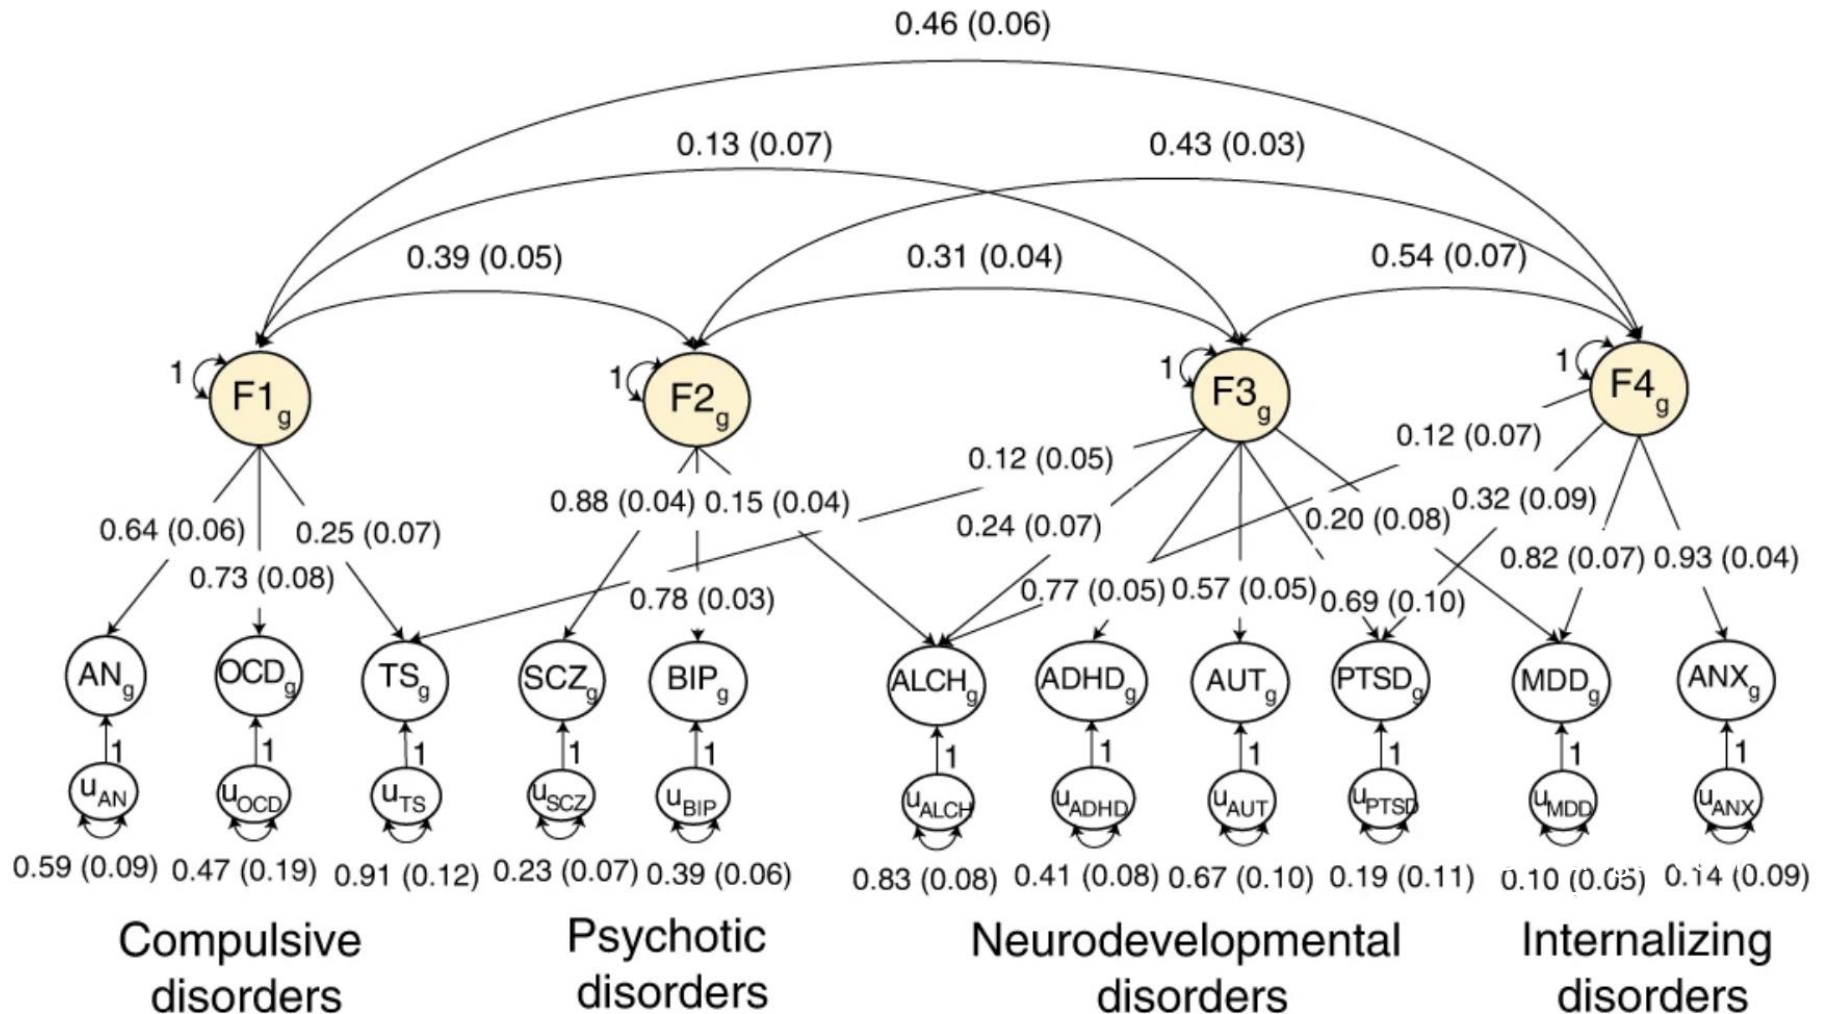 0.46 (0.06)
0.13 (0.07)
0.43 (0.03)
0.39 (0.05)
0.31 (0.04)
0.54 (0.07)
1
F1g
1
F2g
1
F3g
1
F4g
0.12 (0.07)
0.12 (0.05)
0.88 (0.04)
0.15 (0.04)
0.32 (0.09)
0.64 (0.06)
0.25 (0.07)
0.24 (0.07)
0.20 (0.08)
0.73 (0.08)
0.82 (0.07)
0.93 (0.04)
0.78 (0.03)
0.77 (0.05)
0.57 (0.05)
0.69 (0.10)
ANg
OCDg
TSg
SCZg
BIPg
ALCHg
ADHDg
AUTg
PTSDg
MDDg
ANXg
1
1
1
1
1
1
1
1
1
1
1
uAN
uOCD
uTS
uSCZ
uBIP
uALCH
uADHD
uAUT
uPTSD
uMDD
uANX
0.59 (0.09)
0.47 (0.19)
0.91 (0.12)
0.23 (0.07)
0.39 (0.06)
0.83 (0.08)
0.41 (0.08)
0.67 (0.10)
0.19 (0.11)
0.10 (0.05)
0.14 (0.09)
Compulsive
disorders
Psychotic
disorders
Neurodevelopmental
disorders
Internalizing
disorders